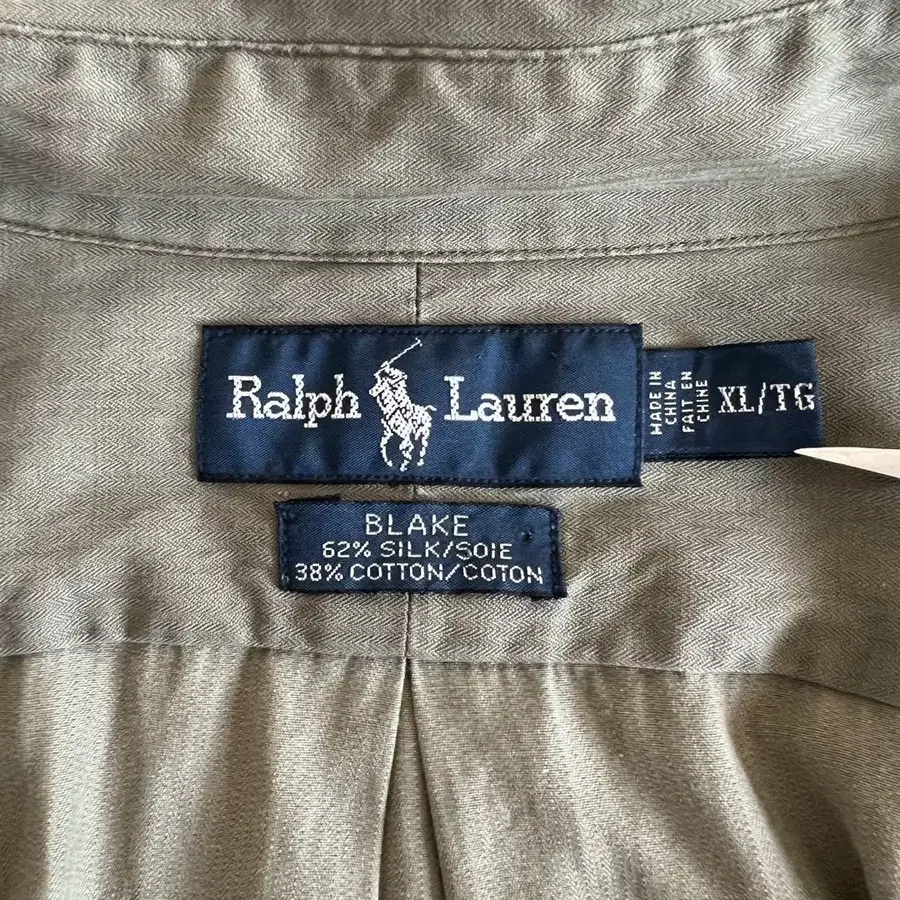 Ralph Lauren
MADE IN
CHINA
FAIT EN
CHINE
XL/TG
BLAKE
62% SILK/SOIE
38% COTTON/COTON